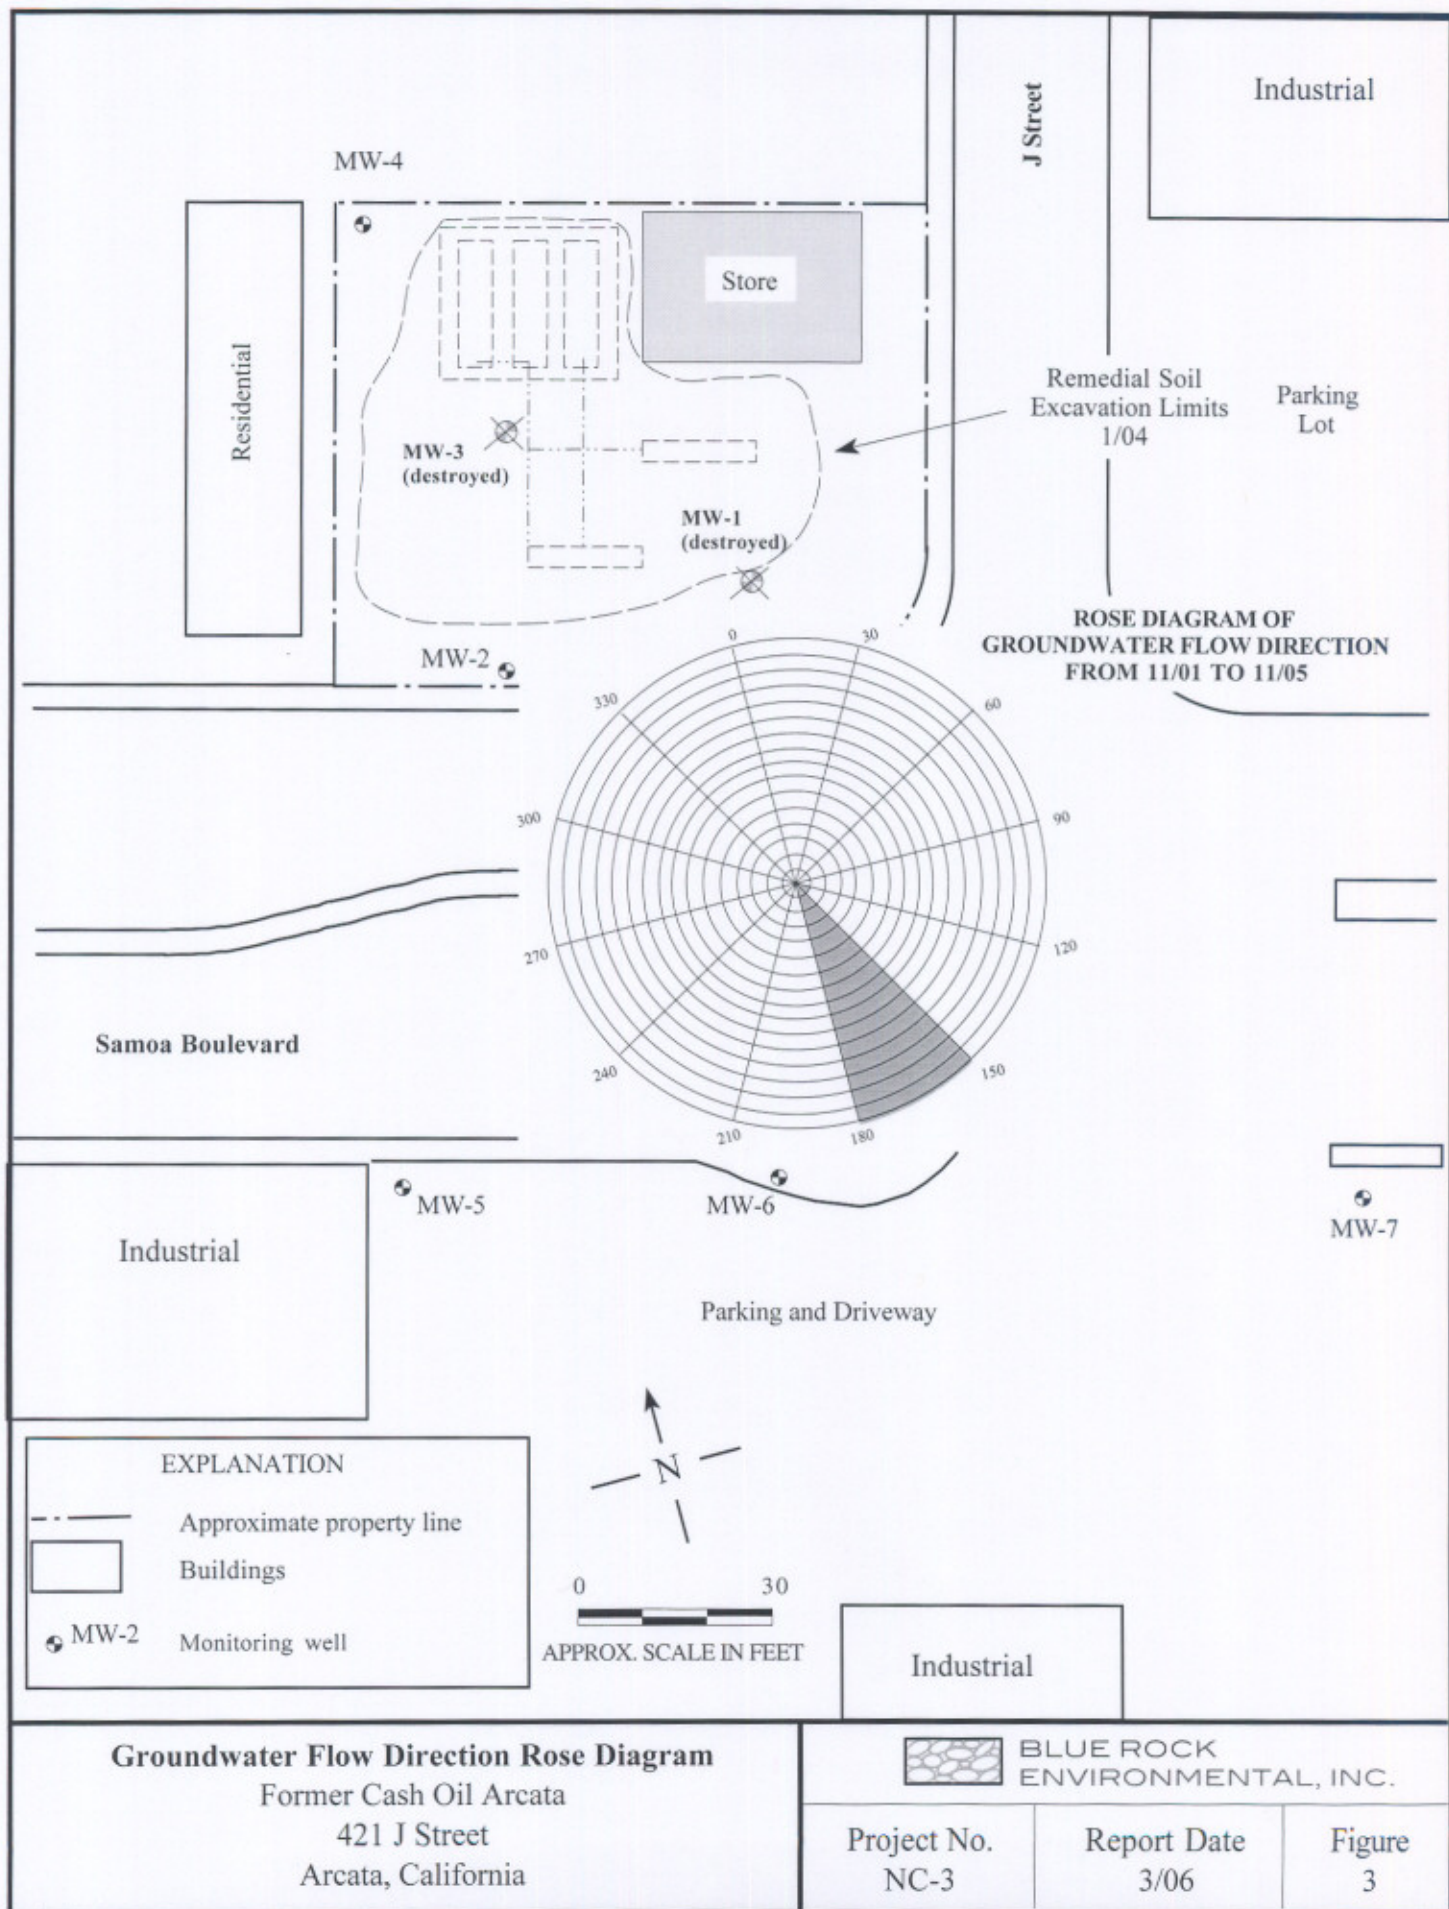 Industrial
J Street
MW-4
Store
Residential
Remedial Soil
Excavation Limits
1/04
Parking
Lot
MW-3
(destroyed)
MW-1
(destroyed)
ROSE DIAGRAM OF
GROUNDWATER FLOW DIRECTION
FROM 11/01 TO 11/05
MW-2
0
30
60
90
120
150
180
210
240
270
300
330
Samoa Boulevard
MW-5
MW-6
MW-7
Industrial
Parking and Driveway
N
EXPLANATION
Approximate property line
Buildings
MW-2 Monitoring well
0 30
APPROX. SCALE IN FEET
Industrial
Groundwater Flow Direction Rose Diagram
Former Cash Oil Arcata
421 J Street
Arcata, California
BLUE ROCK
ENVIRONMENTAL, INC.
Project No.
NC-3
Report Date
3/06
Figure
3